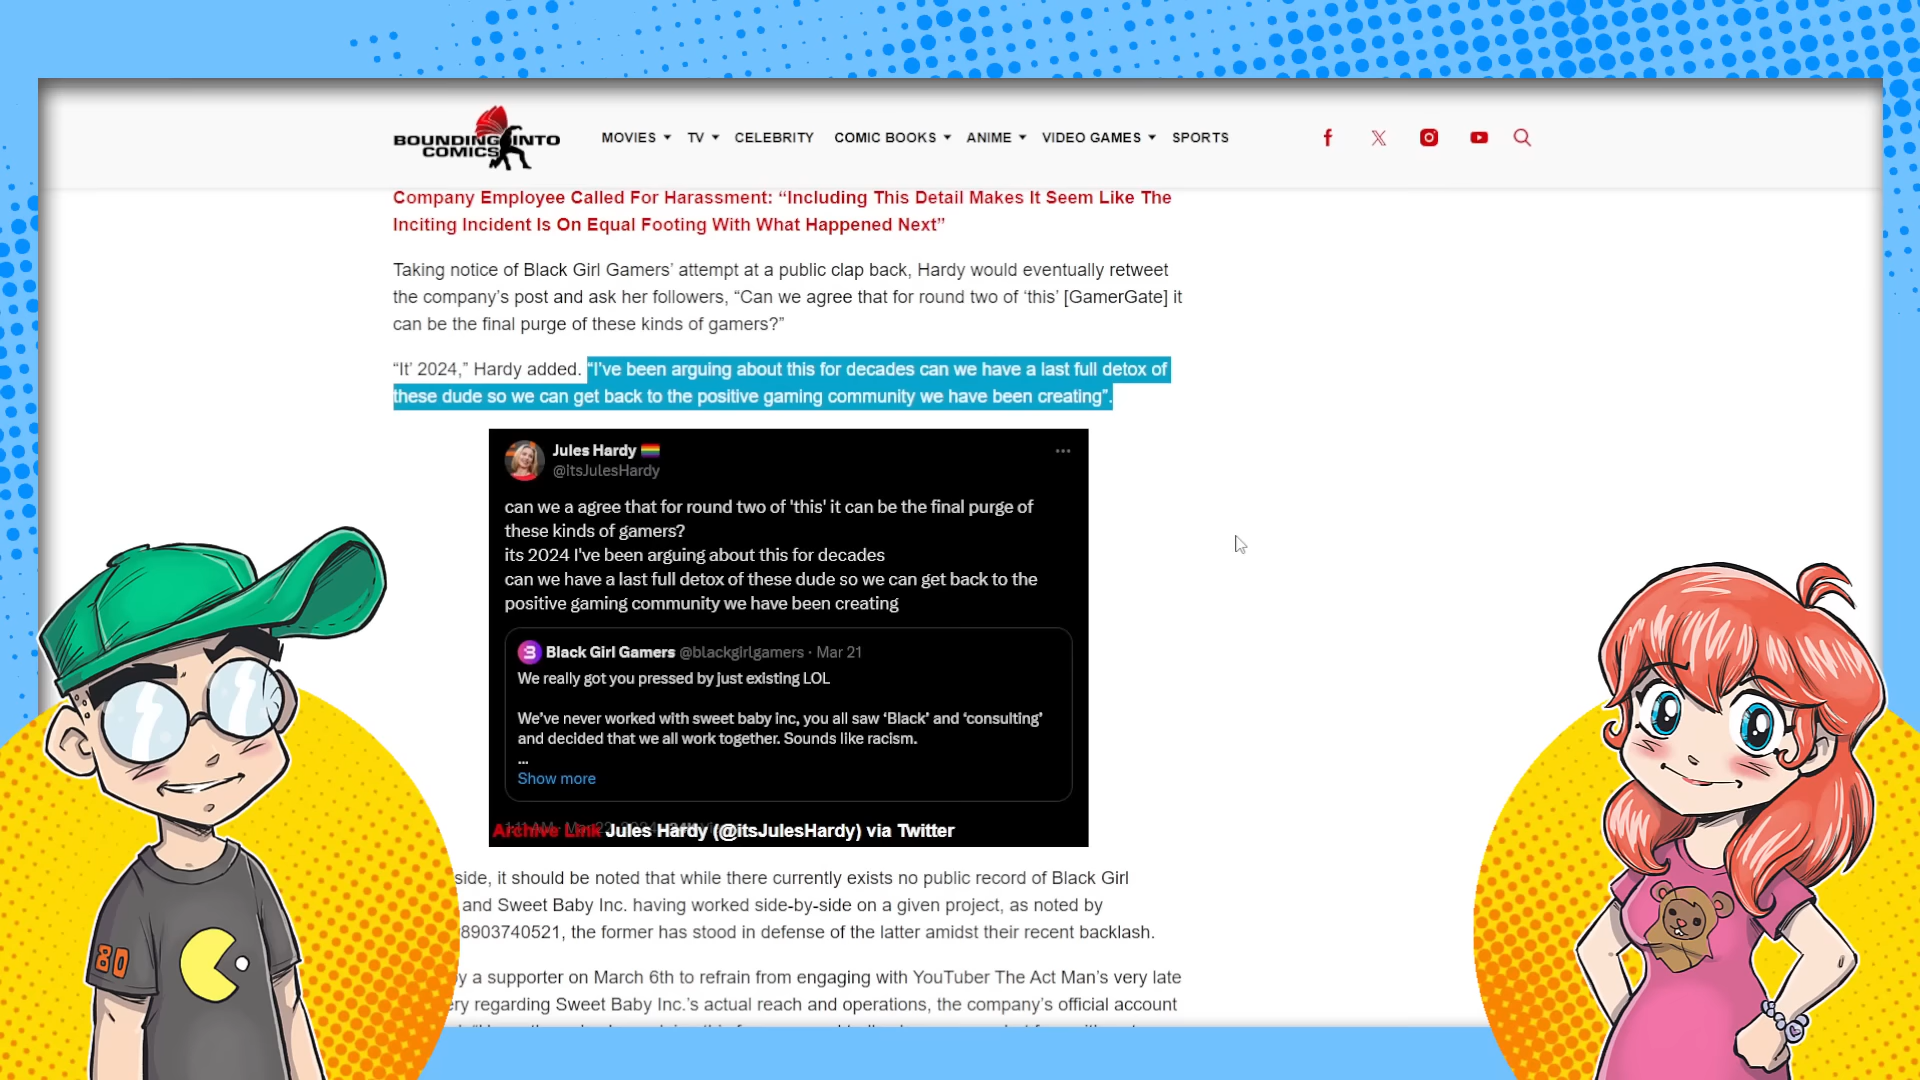 BOUNDING INTO
COMICS
MOVIES TV CELEBRITY COMIC BOOKS ANIME VIDEO GAMES SPORTS
Company Employee Called For Harassment: “Including This Detail Makes It Seem Like The
Inciting Incident Is On Equal Footing With What Happened Next”
Taking notice of Black Girl Gamers’ attempt at a public clap back, Hardy would eventually retweet
the company’s post and ask her followers, “Can we agree that for round two of ‘this’ [GamerGate] it
can be the final purge of these kinds of gamers?”
“It’ 2024,” Hardy added. “I’ve been arguing about this for decades can we have a last full detox of
these dude so we can get back to the positive gaming community we have been creating”.
Jules Hardy
@itsJulesHardy
can we a agree that for round two of 'this' it can be the final purge of
these kinds of gamers?
its 2024 I've been arguing about this for decades
can we have a last full detox of these dude so we can get back to the
positive gaming community we have been creating
Black Girl Gamers @blackgirlgamers · Mar 21
We really got you pressed by just existing LOL
We’ve never worked with sweet baby inc, you all saw ‘Black’ and ‘consulting’
and decided that we all work together. Sounds like racism.
...
Show more
Archive Link Jules Hardy (@itsJulesHardy) via Twitter
side, it should be noted that while there currently exists no public record of Black Girl
and Sweet Baby Inc. having worked side-by-side on a given project, as noted by
8903740521, the former has stood in defense of the latter amidst their recent backlash.
y a supporter on March 6th to refrain from engaging with YouTuber The Act Man’s very late
ery regarding Sweet Baby Inc.’s actual reach and operations, the company’s official account
80